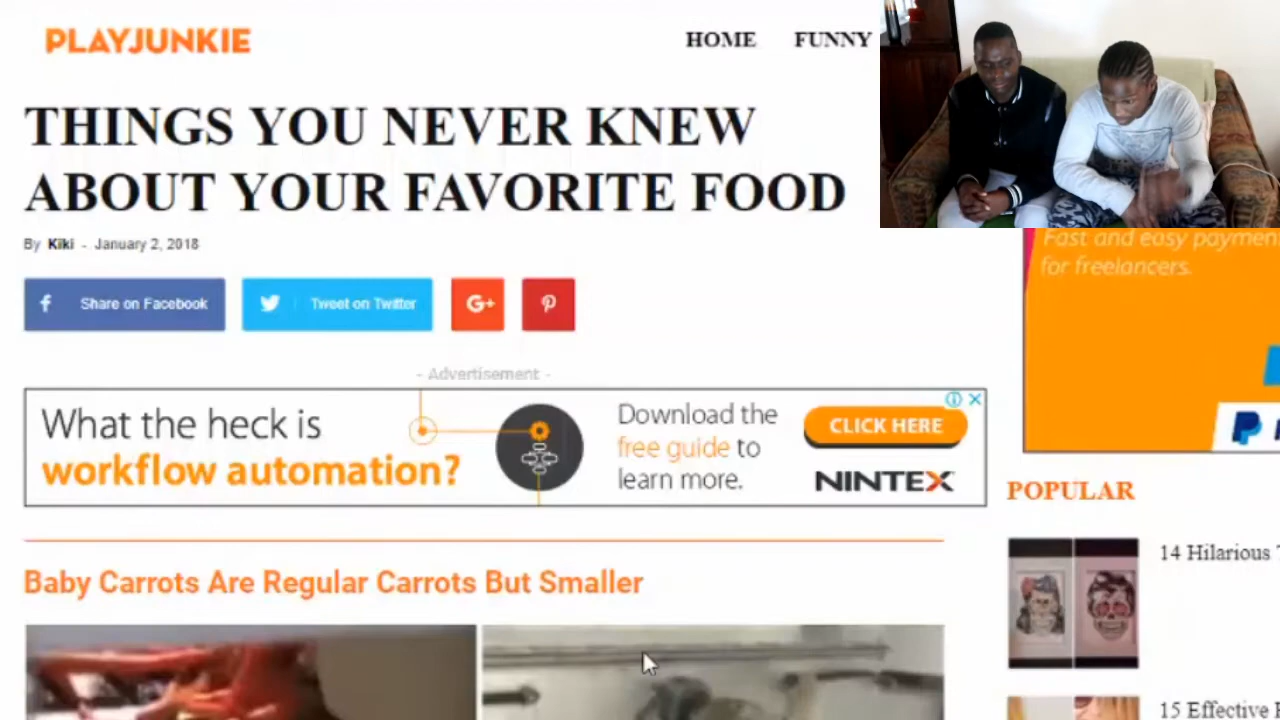 PLAYJUNKIE
HOME FUNNY
THINGS YOU NEVER KNEW
ABOUT YOUR FAVORITE FOOD
By Kiki - January 2, 2018
Share on Facebook
Tweet on Twitter
G+
- Advertisement -
What the heck is
workflow automation?
Download the
free guide to
learn more.
CLICK HERE
NINTEX
Fast and easy
for freelancers.
POPULAR
14 Hilarious
15 Effective
Baby Carrots Are Regular Carrots But Smaller